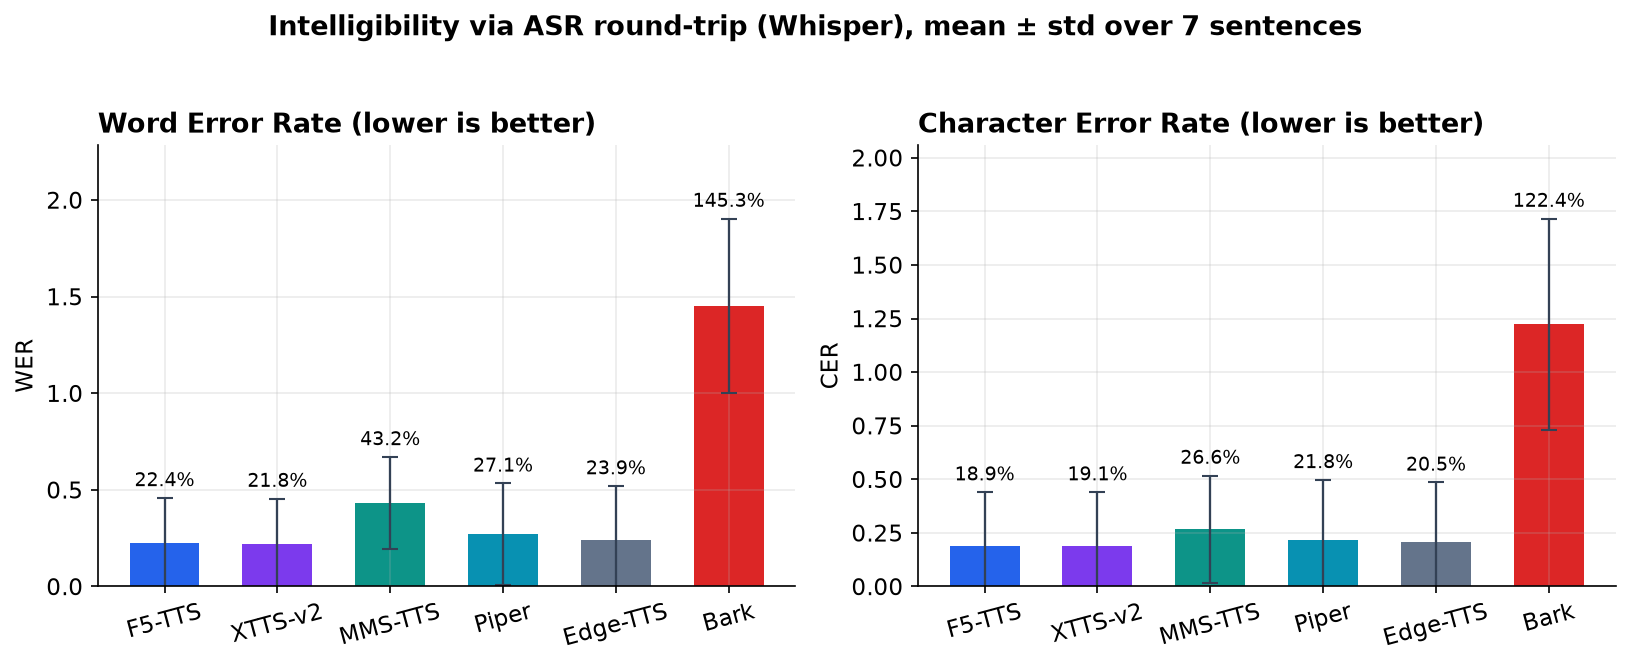 Intelligibility via ASR round-trip (Whisper), mean ± std over 7 sentences
Word Error Rate (lower is better)
WER
2.0
1.5
1.0
0.5
0.0
22.4%
21.8%
43.2%
27.1%
23.9%
145.3%
F5-TTS
XTTS-v2
MMS-TTS
Piper
Edge-TTS
Bark
Character Error Rate (lower is better)
CER
2.00
1.75
1.50
1.25
1.00
0.75
0.50
0.25
0.00
18.9%
19.1%
26.6%
21.8%
20.5%
122.4%
F5-TTS
XTTS-v2
MMS-TTS
Piper
Edge-TTS
Bark